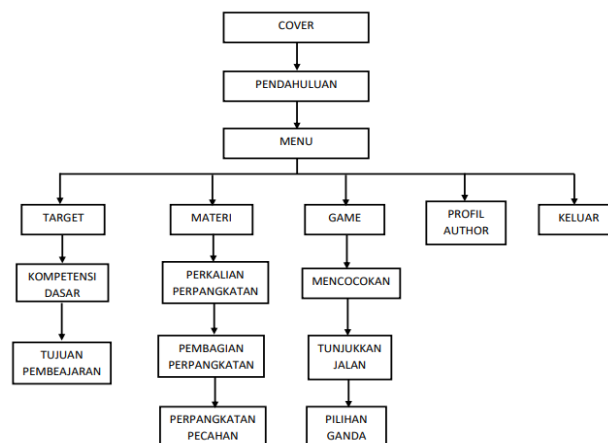 COVER
PENDAHULUAN
MENU
TARGET
MATERI
GAME
PROFIL
AUTHOR
KELUAR
KOMPETENSI
DASAR
PERKALIAN
PERPANGKATAN
MENCOCOKAN
TUJUAN
PEMBEAJARAN
PEMBAGIAN
PERPANGKATAN
TUNJUKKAN
JALAN
PERPANGKATAN
PECAHAN
PILIHAN
GANDA